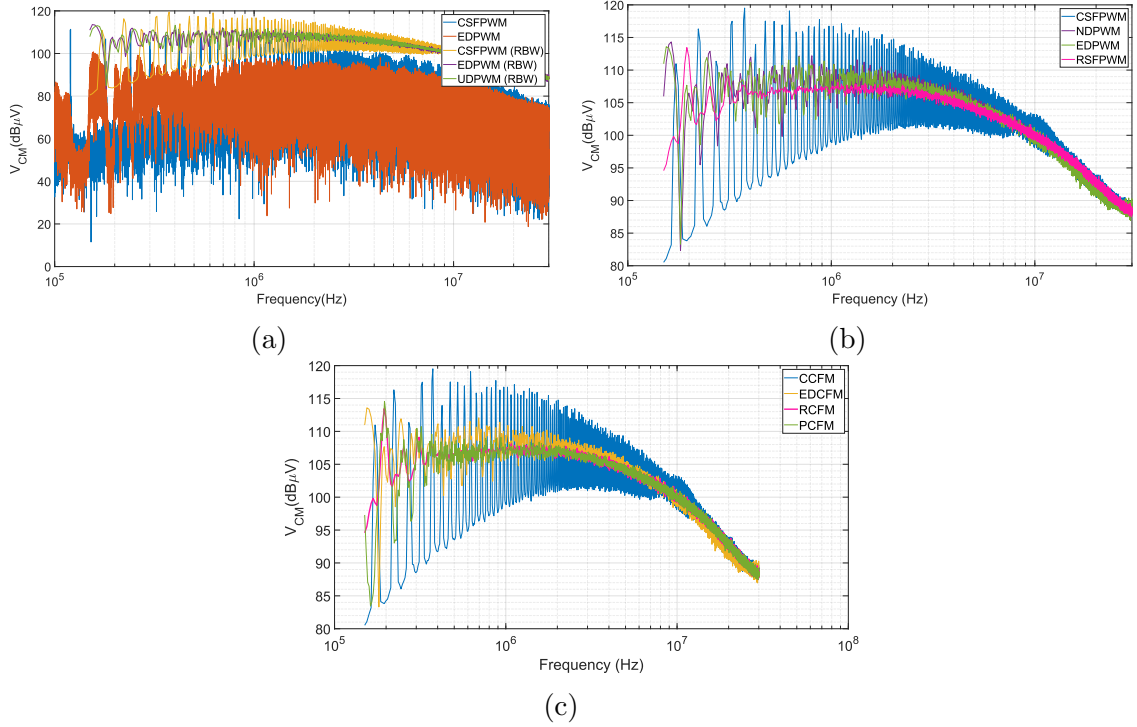 120
100
80
60
40
20
0
V_CM(dBμV)
10^5
10^6
10^7
Frequency(Hz)
CSFPWM
EDPWM
CSFPWM (RBW)
EDPWM (RBW)
UDPWM (RBW)
(a)
120
115
110
105
100
95
90
85
80
V_CM(dBμV)
10^5
10^6
10^7
Frequency (Hz)
CSFPWM
NDPWM
EDPWM
RSFPWM
(b)
120
115
110
105
100
95
90
85
80
V_CM(dBμV)
10^5
10^6
10^7
10^8
Frequency (Hz)
CCFM
EDCFM
RCFM
PCFM
(c)